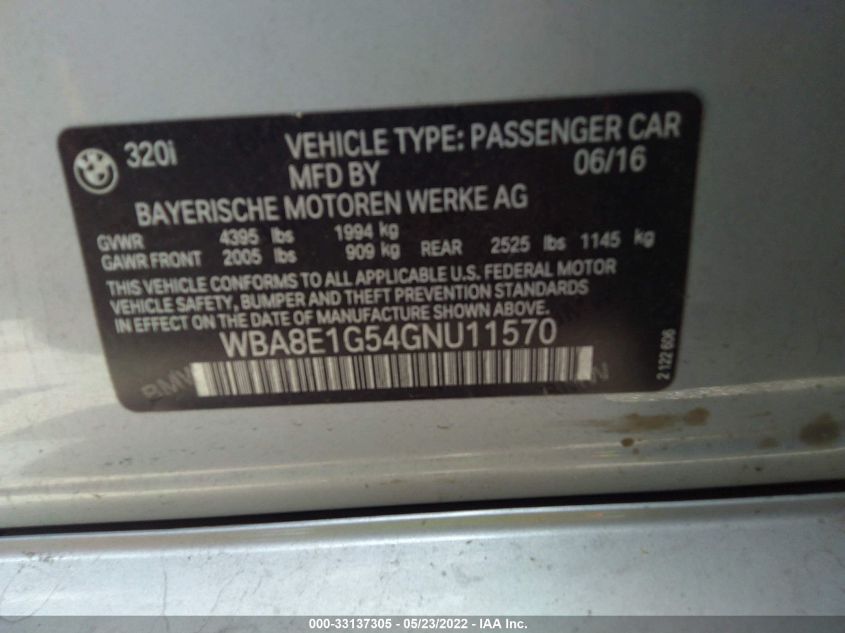 BMW 320i VEHICLE TYPE: PASSENGER CAR
MFD BY 06/16
BAYERISCHE MOTOREN WERKE AG
GVWR 4395 lbs 1994 kg
GAWR FRONT 2005 lbs 909 kg REAR 2525 lbs 1145 kg
THIS VEHICLE CONFORMS TO ALL APPLICABLE U.S. FEDERAL MOTOR
VEHICLE SAFETY, BUMPER AND THEFT PREVENTION STANDARDS
IN EFFECT ON THE DATE OF MANUFACTURE SHOWN ABOVE.
WBA8E1G54GNU11570
BMW
2 122 606
000-33137305 - 05/23/2022 - IAA Inc.